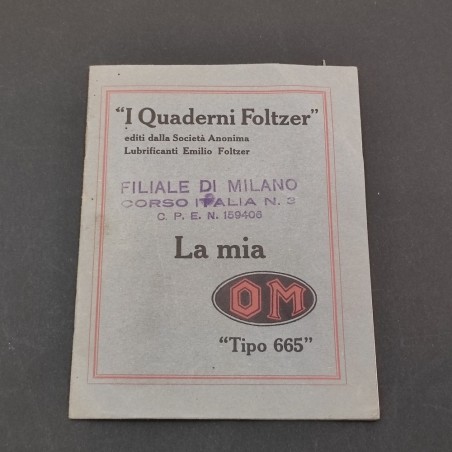 "I Quaderni Foltzer"
editi dalla Società Anonima
Lubrificanti Emilio Foltzer
FILIALE DI MILANO
CORSO ITALIA N. 3
C. P. E. N. 159406
La mia
OM
"Tipo 665"